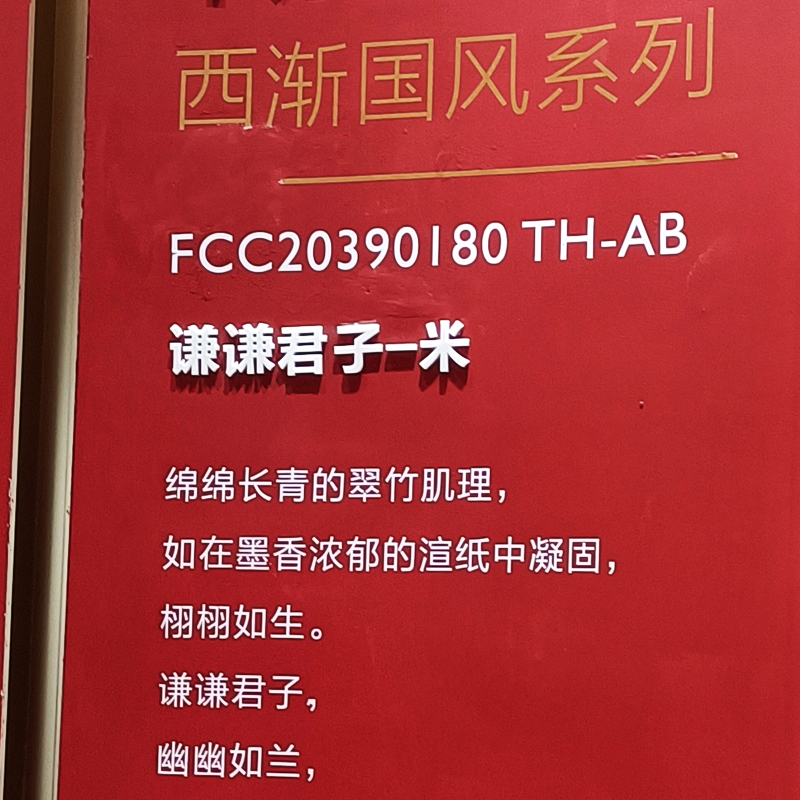 西渐国风系列
FCC20390180 TH-AB
谦谦君子–米
绵绵长青的翠竹肌理，
如在墨香浓郁的渲纸中凝固，
栩栩如生。
谦谦君子，
幽幽如兰，